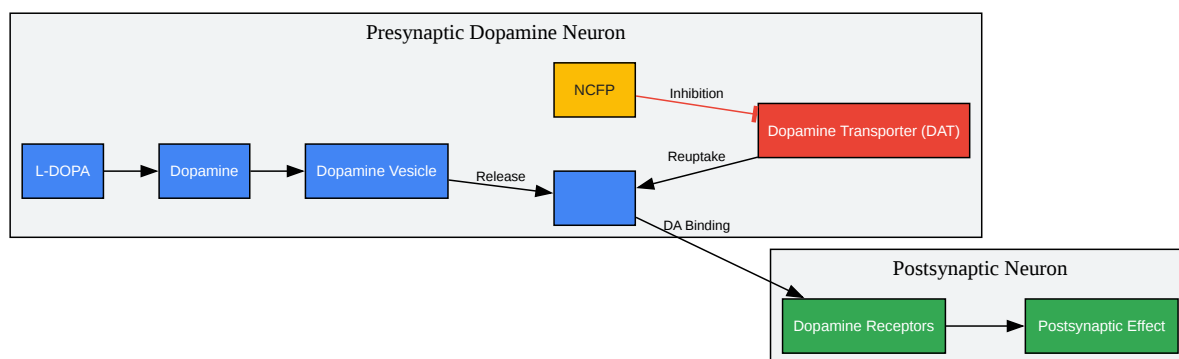 Presynaptic Dopamine Neuron
NCFP
Inhibition
Dopamine Transporter (DAT)
Reuptake
L-DOPA
Dopamine
Dopamine Vesicle
Release
DA Binding
Postsynaptic Neuron
Dopamine Receptors
Postsynaptic Effect